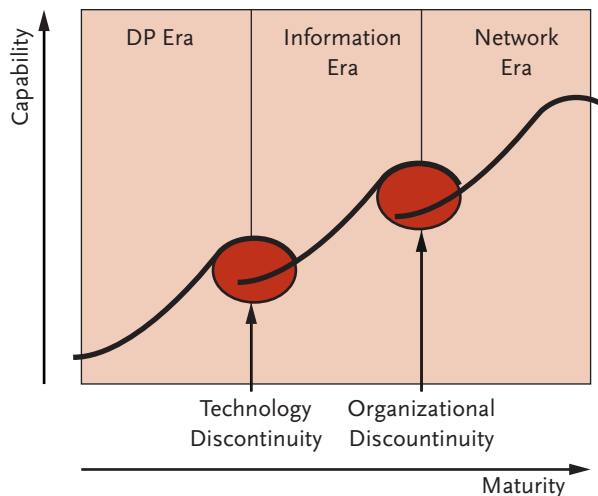 Capability
DP Era
Information
Era
Network
Era
Technology
Discontinuity
Organizational
Discountinuity
Maturity